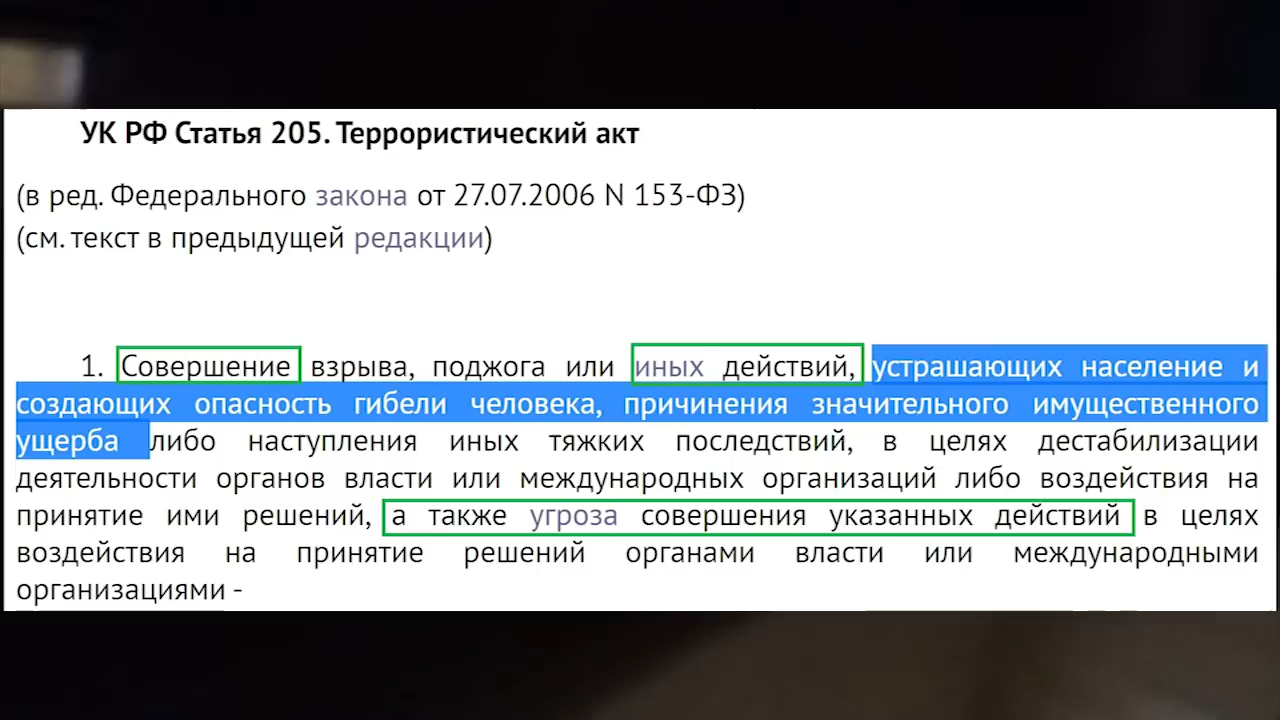 УК РФ Статья 205. Террористический акт
(в ред. Федерального закона от 27.07.2006 N 153-ФЗ)
(см. текст в предыдущей редакции)
1. Совершение взрыва, поджога или иных действий, устрашающих население и
создающих опасность гибели человека, причинения значительного имущественного
ущерба либо наступления иных тяжких последствий, в целях дестабилизации
деятельности органов власти или международных организаций либо воздействия на
принятие ими решений, а также угроза совершения указанных действий в целях
воздействия на принятие решений органами власти или международными
организациями -